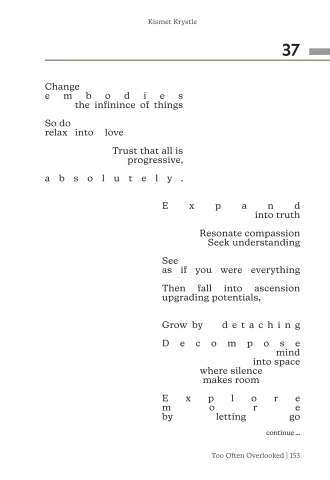 Kismet Krystle
37
Change
e m b o d i e s
the infinince of things
So do
relax into love
Trust that all is
progressive,
a b s o l u t e l y .
E x p a n d
into truth
Resonate compassion
Seek understanding
See
as if you were everything
Then fall into ascension
upgrading potentials,
Grow by d e t a c h i n g
D e c o m p o s e
mind
into space
where silence
makes room
E x p l o r e
m o r e
by letting go
continue ...
Too Often Overlooked | 153